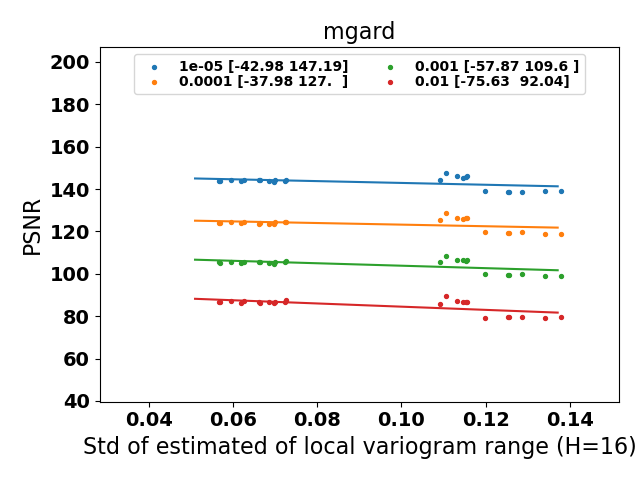 mgard
1e-05 [-42.98 147.19]
0.0001 [-37.98 127.  ]
0.001 [-57.87 109.6 ]
0.01 [-75.63  92.04]
PSNR
200
180
160
140
120
100
80
60
40
0.04 0.06 0.08 0.10 0.12 0.14
Std of estimated of local variogram range (H=16)